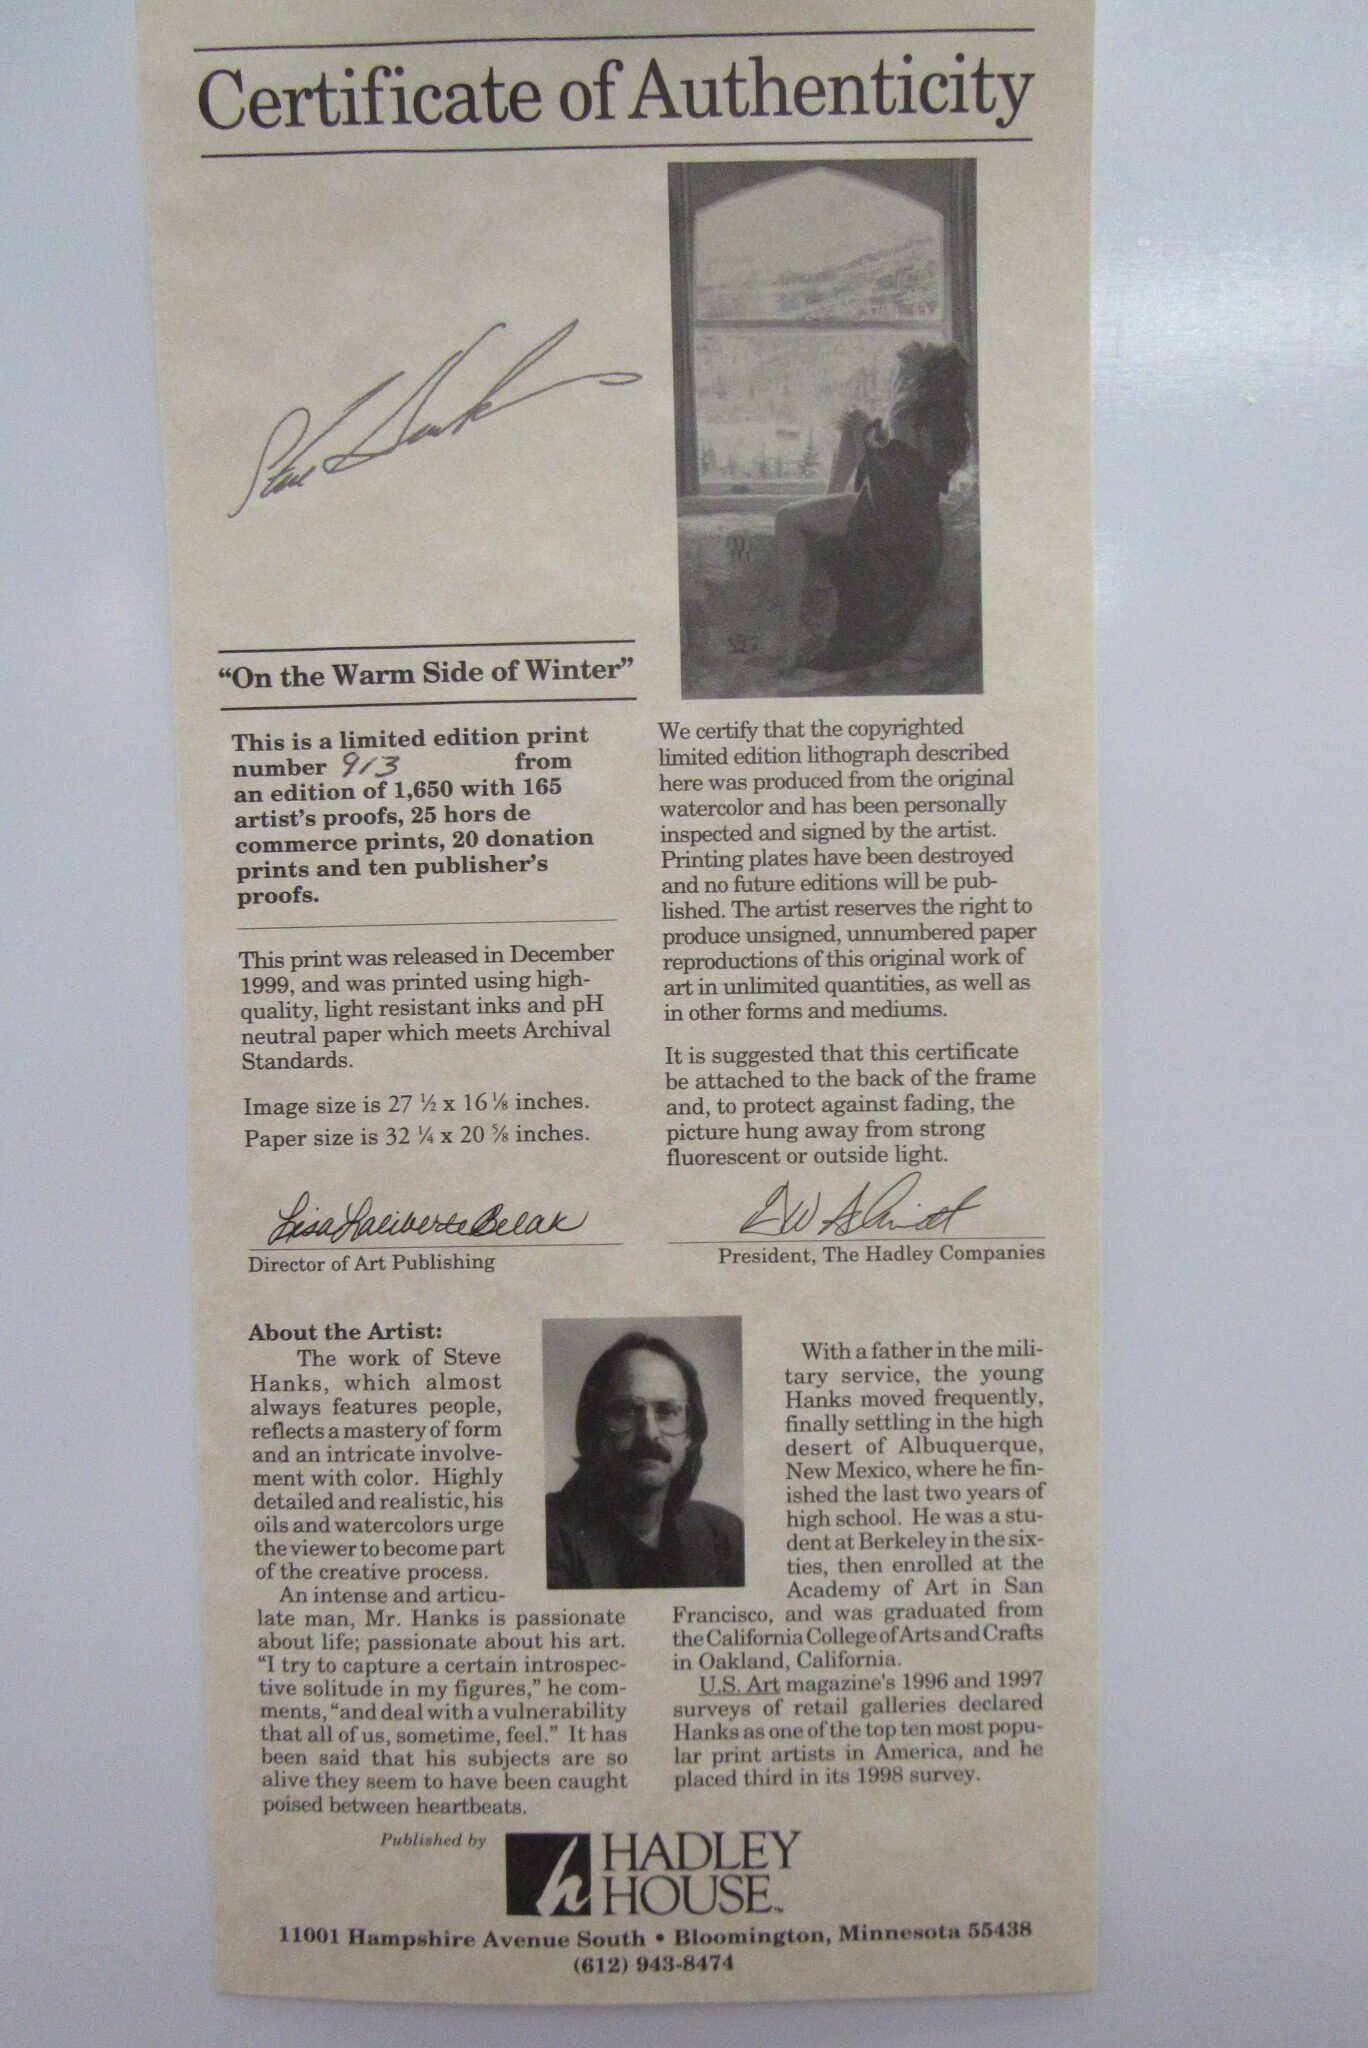 Certificate of Authenticity
Steve Hanks
"On the Warm Side of Winter"
This is a limited edition print
number 913 from
an edition of 1,650 with 165
artist's proofs, 25 hors de
commerce prints, 20 donation
prints and ten publisher's
proofs.
This print was released in December
1999, and was printed using high-
quality, light resistant inks and pH
neutral paper which meets Archival
Standards.
Image size is 27 ½ x 16 ⅛ inches.
Paper size is 32 ¼ x 20 ⅝ inches.
We certify that the copyrighted
limited edition lithograph described
here was produced from the original
watercolor and has been personally
inspected and signed by the artist.
Printing plates have been destroyed
and no future editions will be pub-
lished. The artist reserves the right to
produce unsigned, unnumbered paper
reproductions of this original work of
art in unlimited quantities, as well as
in other forms and mediums.
It is suggested that this certificate
be attached to the back of the frame
and, to protect against fading, the
picture hung away from strong
fluorescent or outside light.
Lisa Laliberte Belak
Director of Art Publishing
President, The Hadley Companies
About the Artist:
The work of Steve
Hanks, which almost
always features people,
reflects a mastery of form
and an intricate involve-
ment with color. Highly
detailed and realistic, his
oils and watercolors urge
the viewer to become part
of the creative process.
An intense and articu-
late man, Mr. Hanks is passionate
about life; passionate about his art.
"I try to capture a certain introspec-
tive solitude in my figures," he com-
ments, "and deal with a vulnerability
that all of us, sometime, feel." It has
been said that his subjects are so
alive they seem to have been caught
poised between heartbeats.
With a father in the mili-
tary service, the young
Hanks moved frequently,
finally settling in the high
desert of Albuquerque,
New Mexico, where he fin-
ished the last two years of
high school. He was a stu-
dent at Berkeley in the six-
ties, then enrolled at the
Academy of Art in San
Francisco, and was graduated from
the California College of Arts and Crafts
in Oakland, California.
U.S. Art magazine's 1996 and 1997
surveys of retail galleries declared
Hanks as one of the top ten most popu-
lar print artists in America, and he
placed third in its 1998 survey.
Published by
h
HADLEY
HOUSE™
11001 Hampshire Avenue South • Bloomington, Minnesota 55438
(612) 943-8474